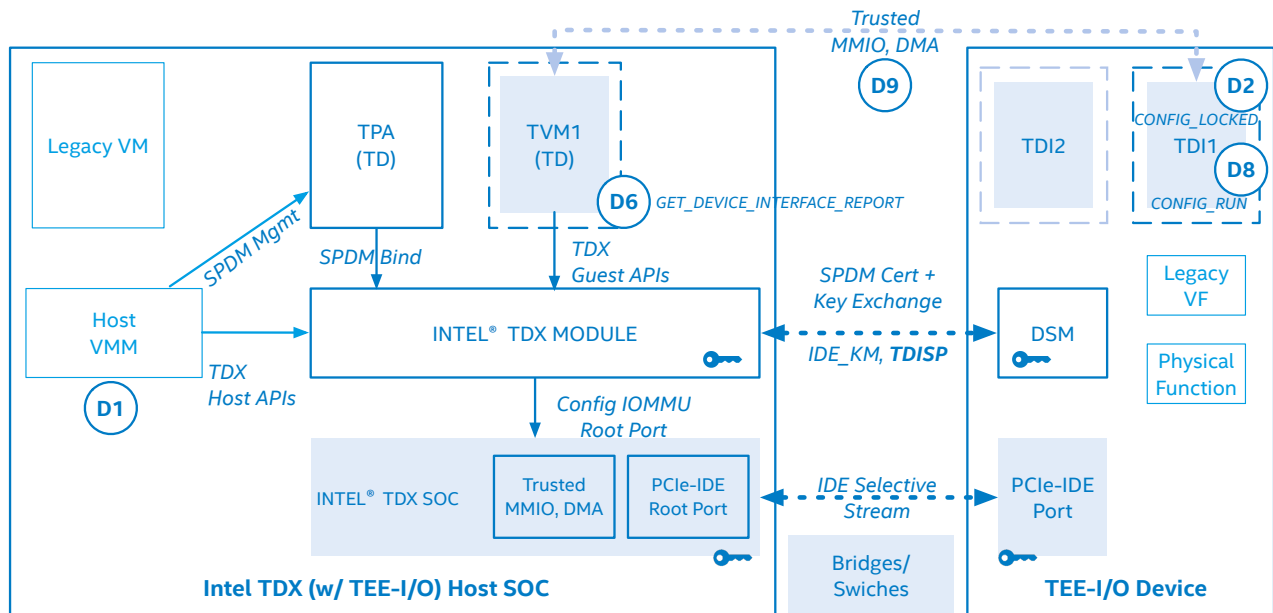 Trusted
MMIO, DMA
D9
Legacy VM
TPA
(TD)
TVM1
(TD)
D6
GET_DEVICE_INTERFACE_REPORT
TDI2
D2
CONFIG_LOCKED
TDI1
D8
CONFIG_RUN
SPDM Mgmt
SPDM Bind
TDX
Guest APIs
SPDM Cert +
Key Exchange
Legacy
VF
Host
VMM
INTEL® TDX MODULE
IDE_KM, TDISP
DSM
Physical
Function
D1
TDX
Host APIs
Config IOMMU
Root Port
INTEL® TDX SOC
Trusted
MMIO, DMA
PCIe-IDE
Root Port
IDE Selective
Stream
PCIe-IDE
Port
Bridges/
Swiches
Intel TDX (w/ TEE-I/O) Host SOC
TEE-I/O Device